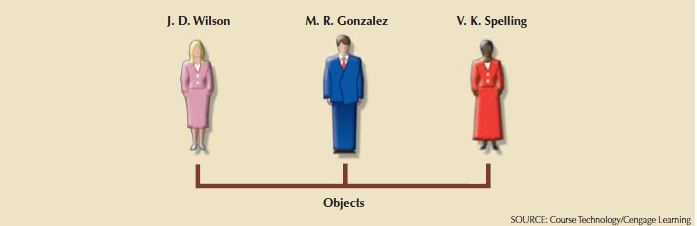 J. D. Wilson
M. R. Gonzalez
V. K. Spelling
Objects
SOURCE: Course Technology/Cengage Learning